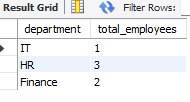 Result Grid Filter Rows:
department total_employees
IT 1
HR 3
Finance 2